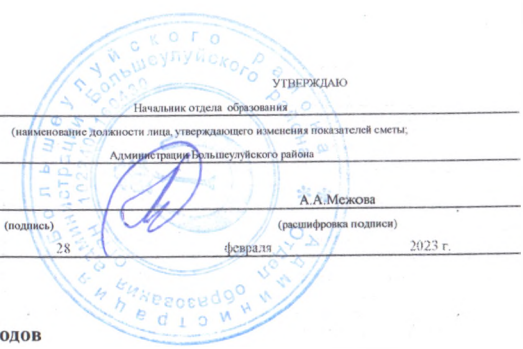 УТВЕРЖДАЮ
Начальник отдела образования
(наименование должности лица, утверждающего изменения показателей сметы;
Администрации Большеулуйского района
А.А.Межова
(подпись) (расшифровка подписи)
28 февраля 2023 г.
одов